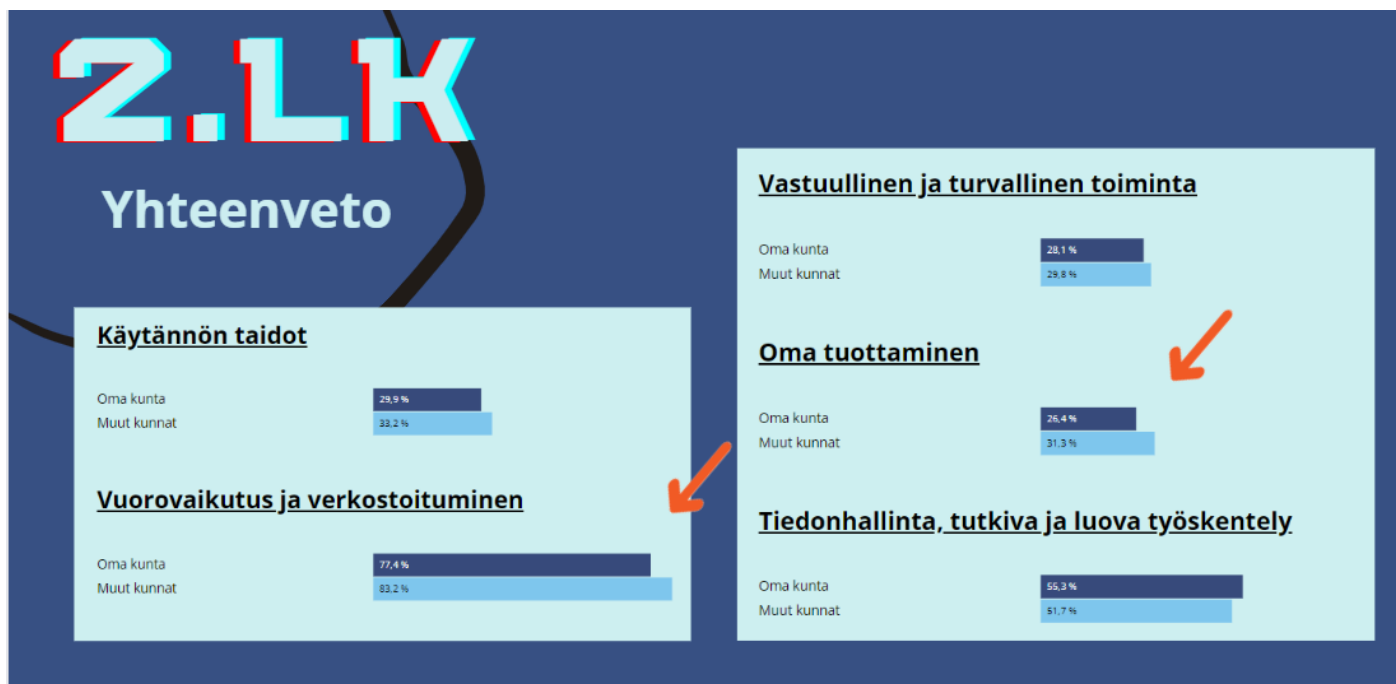 2.LK
Yhteenveto
Käytännön taidot
Oma kunta 29,9 %
Muut kunnat 33,2 %
Vuorovaikutus ja verkostoituminen
Oma kunta 77,4 %
Muut kunnat 83,2 %
Vastuullinen ja turvallinen toiminta
Oma kunta 28,1 %
Muut kunnat 29,8 %
Oma tuottaminen
Oma kunta 26,4 %
Muut kunnat 31,3 %
Tiedonhallinta, tutkiva ja luova työskentely
Oma kunta 55,3 %
Muut kunnat 51,7 %